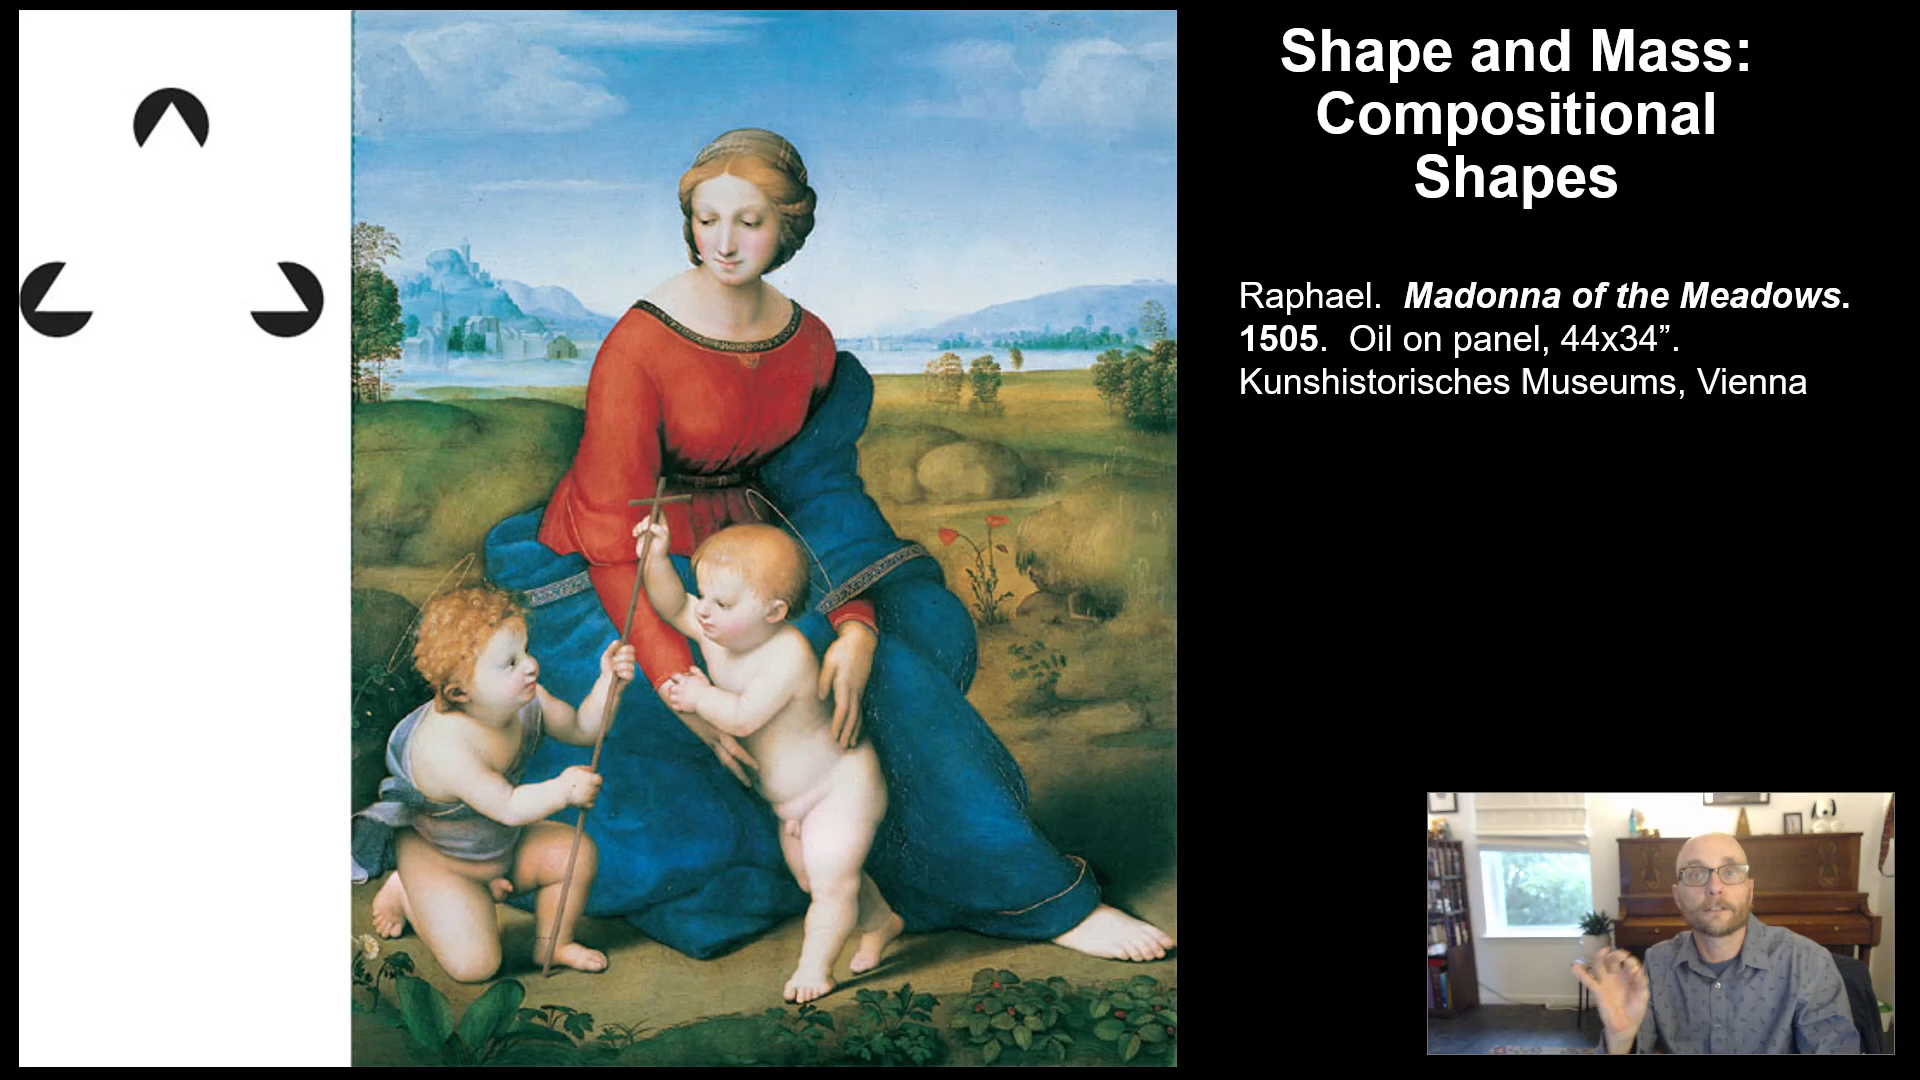 Shape and Mass:
Compositional
Shapes
Raphael.  Madonna of the Meadows.
1505.  Oil on panel, 44x34”.
Kunshistorisches Museums, Vienna